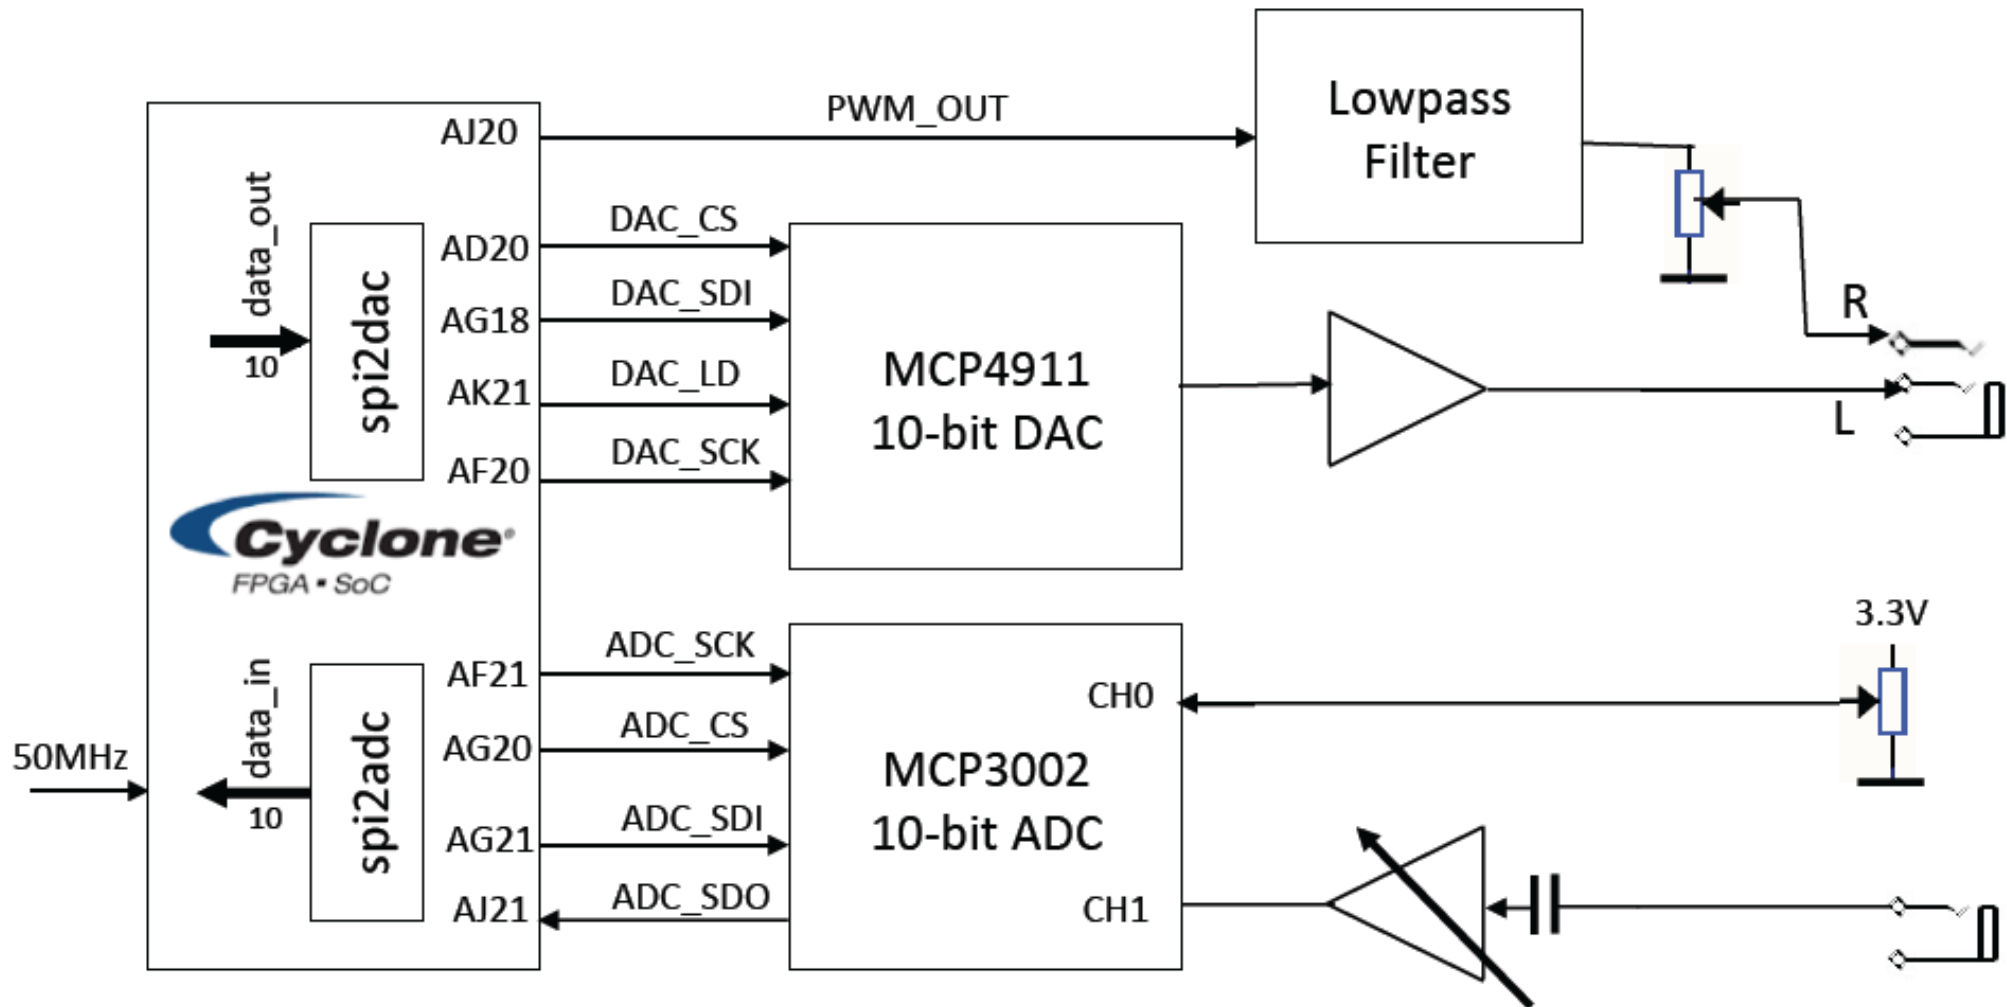 Lowpass
Filter
PWM_OUT
AJ20
data_out
10
spi2dac
AD20
DAC_CS
AG18
DAC_SDI
AK21
DAC_LD
AF20
DAC_SCK
MCP4911
10-bit DAC
R
L
Cyclone®
FPGA ▪ SoC
50MHz
data_in
10
spi2adc
AF21
ADC_SCK
AG20
ADC_CS
AG21
ADC_SDI
AJ21
ADC_SDO
CH0
MCP3002
10-bit ADC
CH1
3.3V